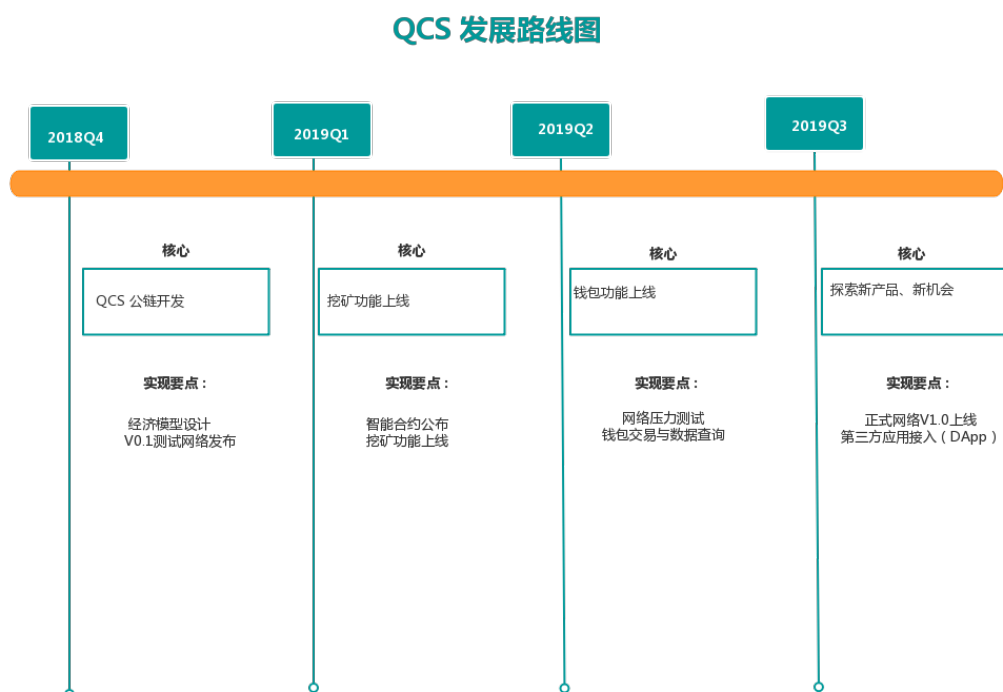 QCS 发展路线图
2018Q4
2019Q1
2019Q2
2019Q3
核心
QCS 公链开发
实现要点：
经济模型设计
V0.1测试网络发布
核心
挖矿功能上线
实现要点：
智能合约公布
挖矿功能上线
核心
钱包功能上线
实现要点：
网络压力测试
钱包交易与数据查询
核心
探索新产品、新机会
实现要点：
正式网络V1.0上线
第三方应用接入（DApp）